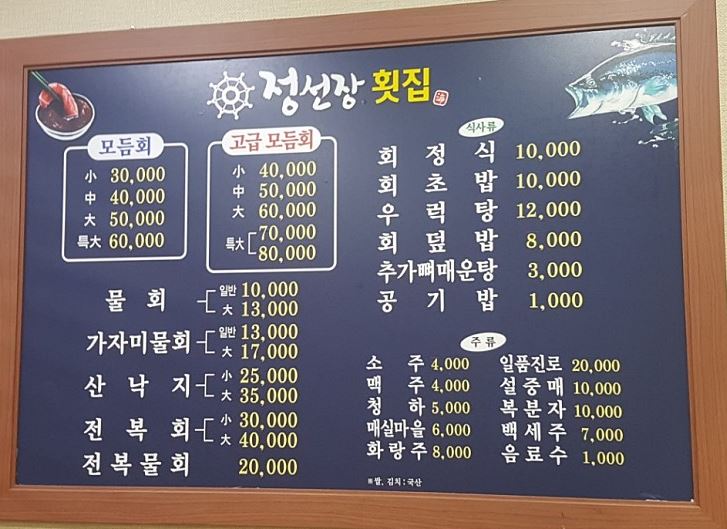 정선장 횟집
모듬회
小 30,000
中 40,000
大 50,000
특大 60,000
고급 모듬회
小 40,000
中 50,000
大 60,000
특大 70,000
80,000
물회 일반 10,000
大 13,000
가자미물회 일반 13,000
大 17,000
산낙지 小 25,000
大 35,000
전복회 小 30,000
大 40,000
전복물회 20,000
식사류
회정식 10,000
회초밥 10,000
우럭탕 12,000
회덮밥 8,000
추가뼈매운탕 3,000
공기밥 1,000
주류
소주 4,000
맥주 4,000
청하 5,000
매실마을 6,000
화랑주 8,000
일품진로 20,000
설중매 10,000
복분자 10,000
백세주 7,000
음료수 1,000
※쌀, 김치 : 국산